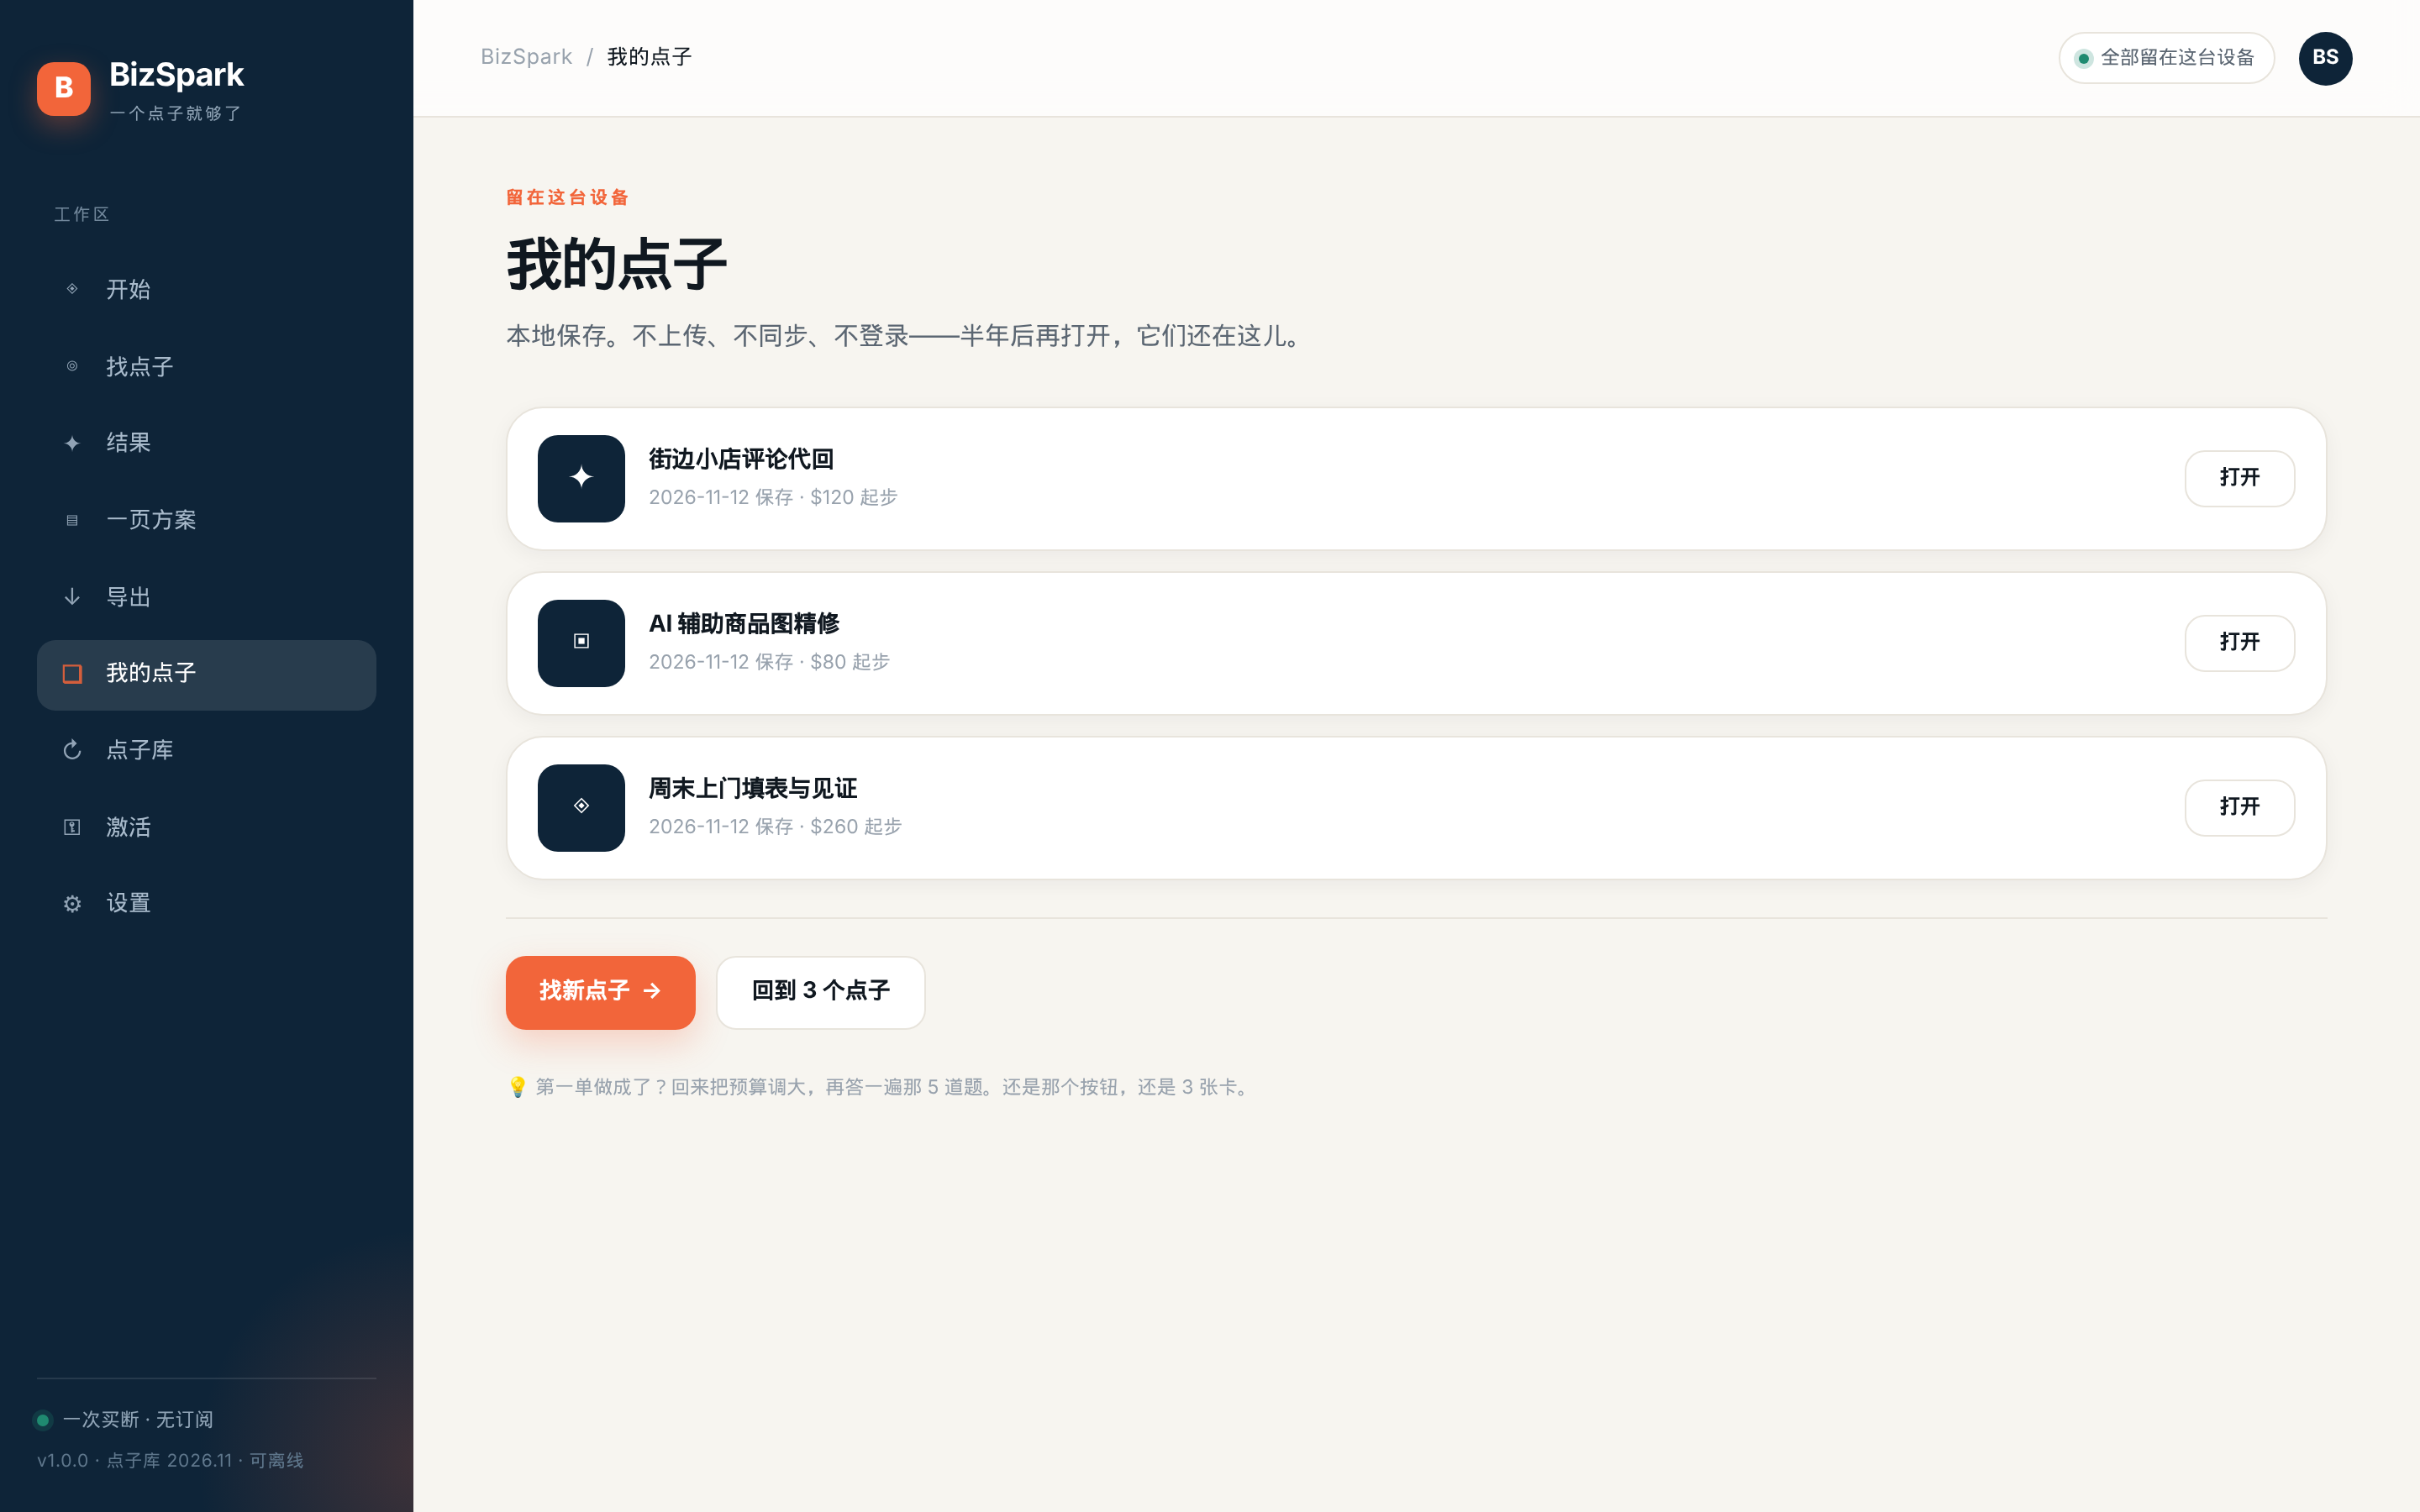 B
BizSpark
一个点子就够了
工作区
开始
找点子
结果
一页方案
导出
我的点子
点子库
激活
设置
一次买断 · 无订阅
v1.0.0 · 点子库 2026.11 · 可离线
BizSpark / 我的点子
全部留在这台设备
BS
留在这台设备
我的点子
本地保存。不上传、不同步、不登录——半年后再打开，它们还在这儿。
街边小店评论代回
2026-11-12 保存 · $120 起步
打开
AI 辅助商品图精修
2026-11-12 保存 · $80 起步
打开
周末上门填表与见证
2026-11-12 保存 · $260 起步
打开
找新点子 →
回到 3 个点子
💡 第一单做成了？回来把预算调大，再答一遍那 5 道题。还是那个按钮，还是 3 张卡。